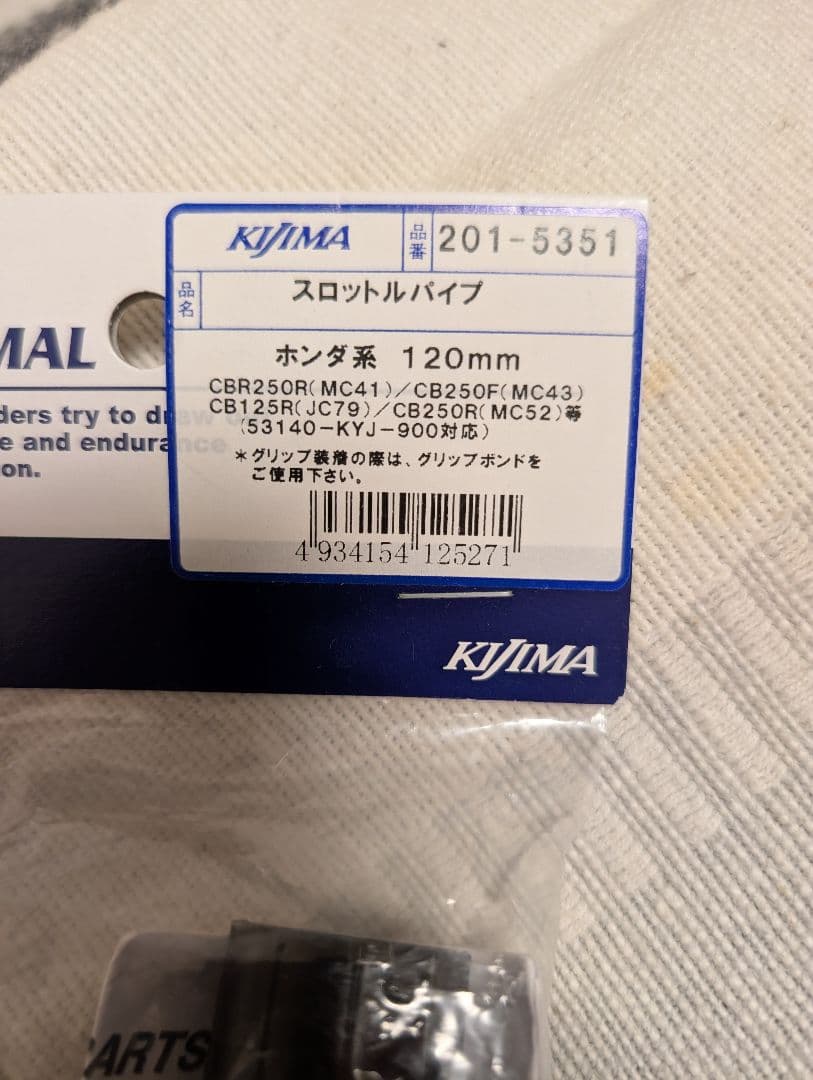 KIJIMA 品番 201-5351
品名 スロットルパイプ
ホンダ系 120mm
CBR250R(MC41)/CB250F(MC43)
CB125R(JC79)/CB250R(MC52)等
(53140-KYJ-900対応)
*グリップ装着の際は、グリップボンドを
ご使用下さい。
4 934154 125271
MAL
ders try to draw
e and endurance
on.
KIJIMA
PARTS